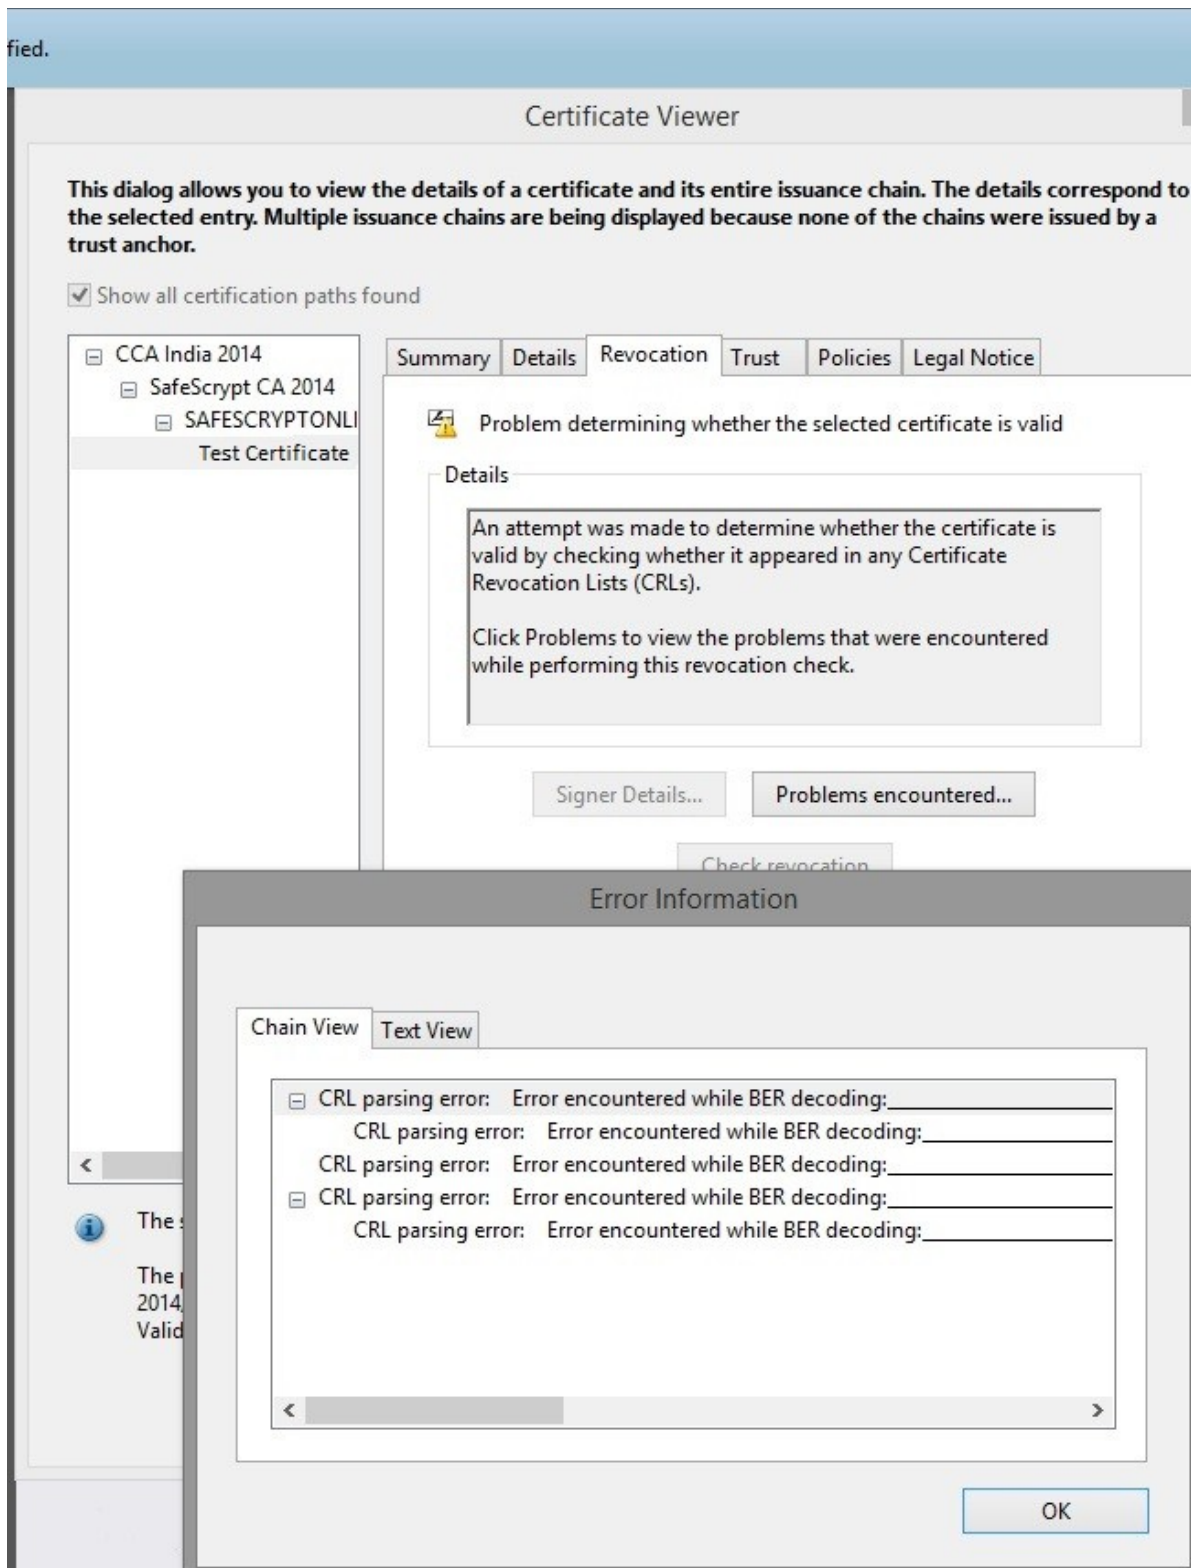 fied.
Certificate Viewer
This dialog allows you to view the details of a certificate and its entire issuance chain. The details correspond to
the selected entry. Multiple issuance chains are being displayed because none of the chains were issued by a
trust anchor.
Show all certification paths found
CCA India 2014
SafeScrypt CA 2014
SAFESCRYPTONLI
Test Certificate
Summary Details Revocation Trust Policies Legal Notice
Problem determining whether the selected certificate is valid
Details
An attempt was made to determine whether the certificate is
valid by checking whether it appeared in any Certificate
Revocation Lists (CRLs).
Click Problems to view the problems that were encountered
while performing this revocation check.
Signer Details... Problems encountered...
Check revocation
The s
The p
2014,
Valid
Error Information
Chain View Text View
CRL parsing error: Error encountered while BER decoding:
CRL parsing error: Error encountered while BER decoding:
CRL parsing error: Error encountered while BER decoding:
CRL parsing error: Error encountered while BER decoding:
CRL parsing error: Error encountered while BER decoding:
OK